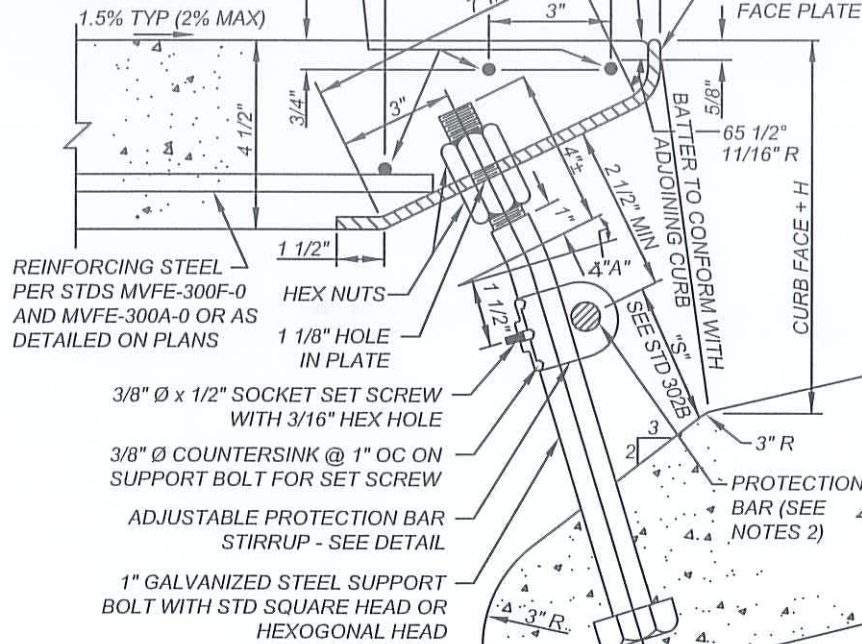 1.5% TYP (2% MAX)
3"
FACE PLATE
3/4"
3"
4 1/2"
5/8"
65 1/2°
11/16" R
4"±
2 1/2" MIN
BATTER TO CONFORM WITH
ADJOINING CURB
CURB FACE + H
1"
1 1/2"
"A"
REINFORCING STEEL
PER STDS MVFE-300F-0
AND MVFE-300A-0 OR AS
DETAILED ON PLANS
HEX NUTS
1 1/8" HOLE
IN PLATE
1 1/2"
"S"
SEE STD 302B
3/8" Ø x 1/2" SOCKET SET SCREW
WITH 3/16" HEX HOLE
3
2
3" R
3/8" Ø COUNTERSINK @ 1" OC ON
SUPPORT BOLT FOR SET SCREW
PROTECTION
BAR (SEE
NOTES 2)
ADJUSTABLE PROTECTION BAR
STIRRUP - SEE DETAIL
1" GALVANIZED STEEL SUPPORT
BOLT WITH STD SQUARE HEAD OR
HEXOGONAL HEAD
3" R